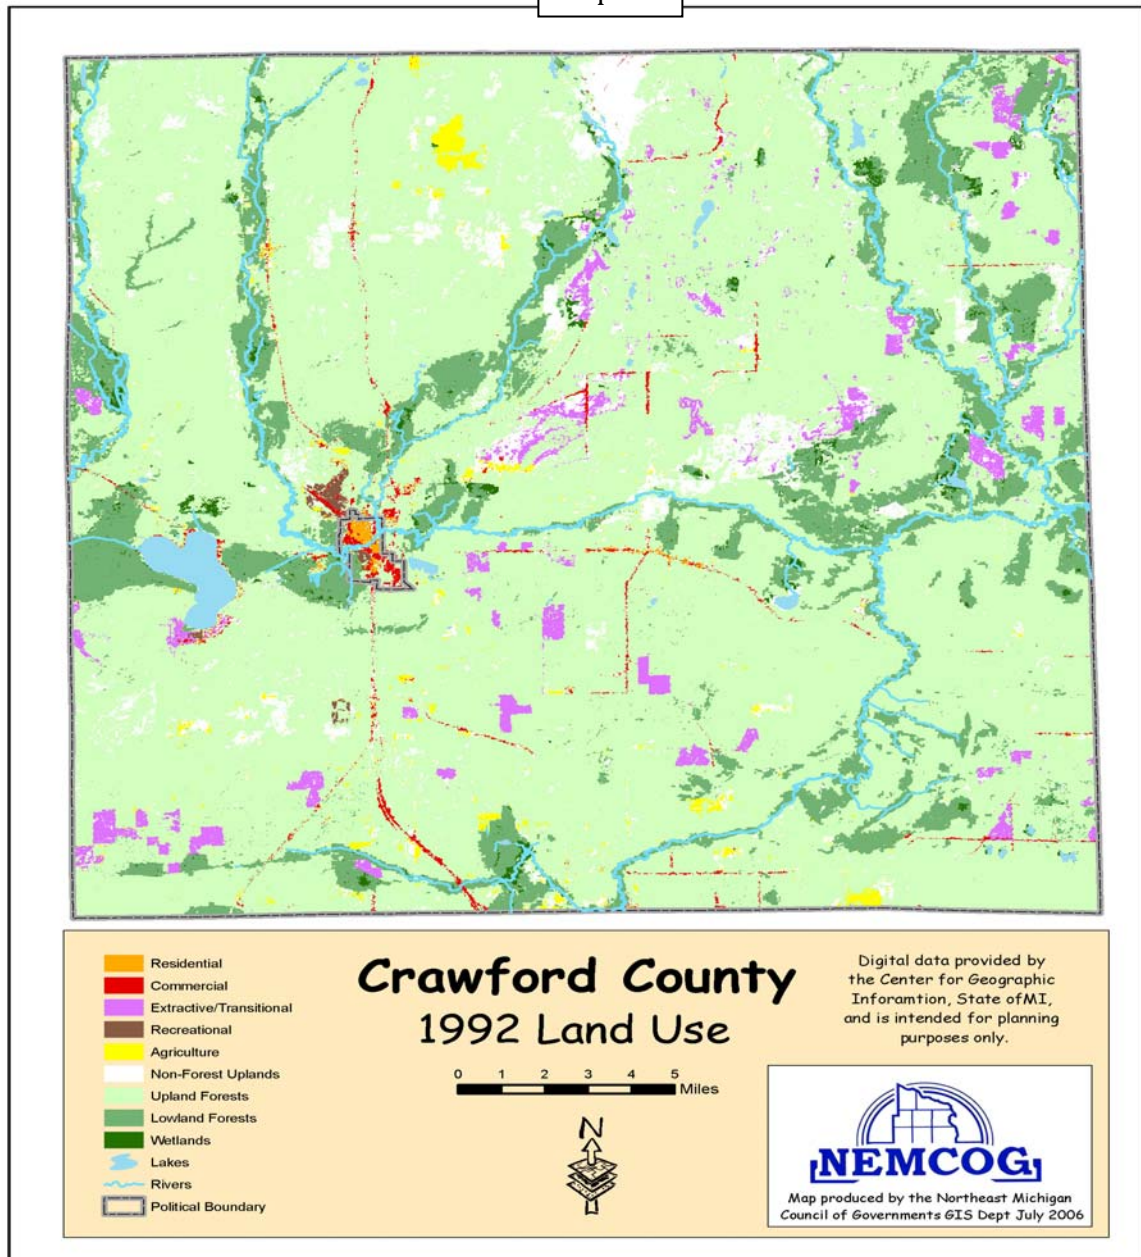 Residential
Commercial
Extractive/Transitional
Recreational
Agriculture
Non-Forest Uplands
Upland Forests
Lowland Forests
Wetlands
Lakes
Rivers
Political Boundary
Crawford County
1992 Land Use
0 1 2 3 4 5
Miles
N
Digital data provided by
the Center for Geographic
Inforamtion, State ofMI,
and is intended for planning
purposes only.
NEMCOG
Map produced by the Northeast Michigan
Council of Governments GIS Dept July 2006